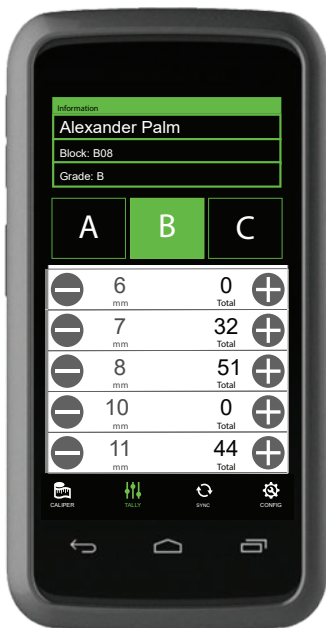 Information
Alexander Palm
Block: B08
Grade: B
A B C
6 0
mm Total
7 32
mm Total
8 51
mm Total
10 0
mm Total
11 44
mm Total
CALIPER TALLY SYNC CONFIG